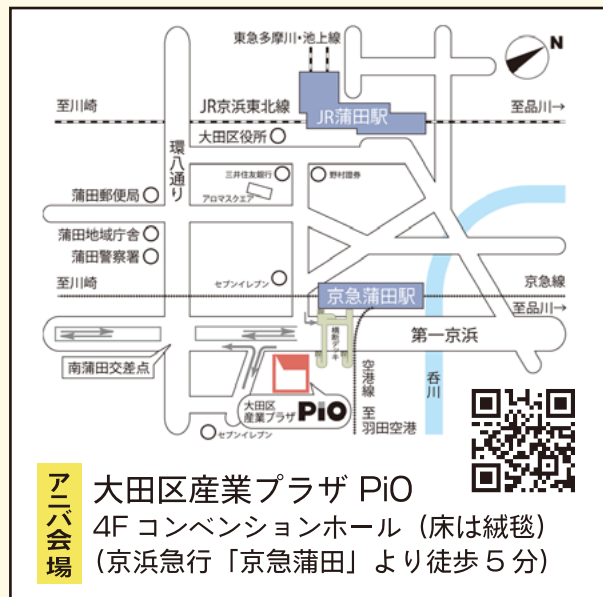 東急多摩川・池上線
N
至川崎
JR京浜東北線
JR蒲田駅
至品川→
大田区役所
環八通り
三井住友銀行
野村證券
アロマスクエア
蒲田郵便局
蒲田地域庁舎
蒲田警察署
至川崎
セブンイレブン
京急蒲田駅
京急線
至品川→
横断デッキ
第一京浜
南蒲田交差点
大田区
産業プラザ PiO
空港線 至
羽田空港
呑川
セブンイレブン
アニバ会場
大田区産業プラザ PiO
4F コンベンションホール（床は絨毯）
（京浜急行「京急蒲田」より徒歩 5 分）